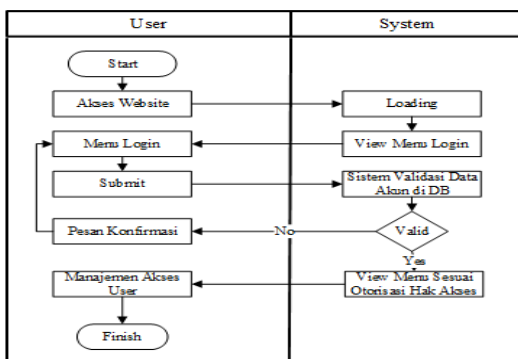 User
System
Start
Akses Website
Loading
Menu Login
View Menu Login
Submit
Sistem Validasi Data
Akun di DB
Pesan Konfirmasi
No
Valid
Yes
Manajemen Akses
User
View Menu Sesuai
Otorisasi Hak Akses
Finish